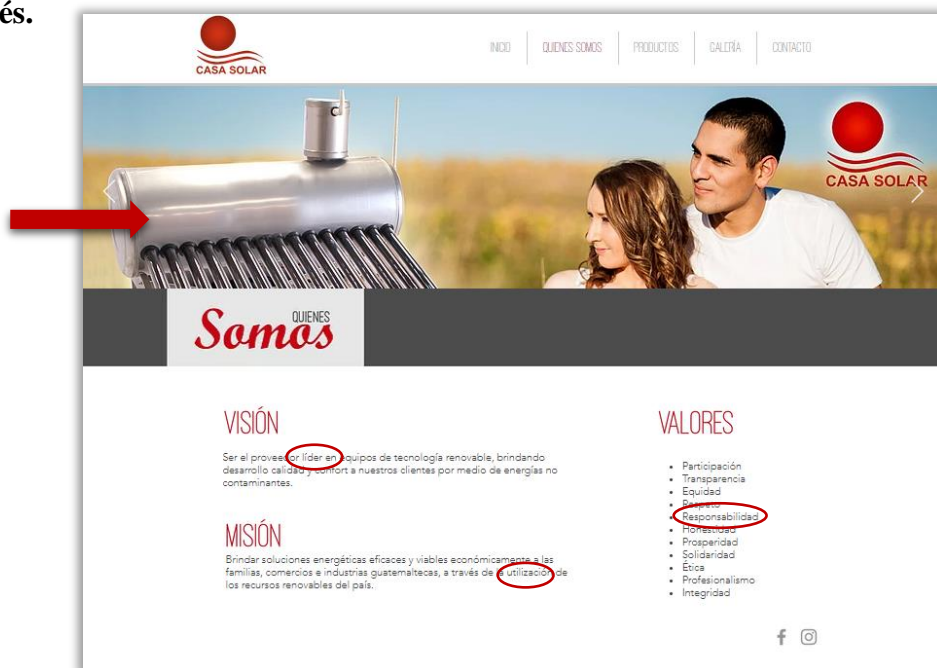 és.
CASA SOLAR
INICIO QUIENES SOMOS PRODUCTOS GALERÍA CONTACTO
CASA SOLAR
QUIENES
Somos
VISIÓN
Ser el proveedor líder en equipos de tecnología renovable, brindando
desarrollo calidad y confort a nuestros clientes por medio de energías no
contaminantes.
MISIÓN
Brindar soluciones energéticas eficaces y viables económicamente a las
familias, comercios e industrias guatemaltecas, a través de la utilización de
los recursos renovables del país.
VALORES
• Participación
• Transparencia
• Equidad
• Respeto
• Responsabilidad
• Honestidad
• Prosperidad
• Solidaridad
• Ética
• Profesionalismo
• Integridad